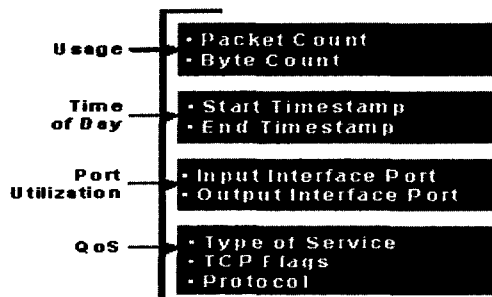 Usage
• Packet Count
• Byte Count
Time
of Day
• Start Timestamp
• End Timestamp
Port
Utilization
• Input Interface Port
• Output Interface Port
QoS
• Type of Service
• TCP Flags
• Protocol